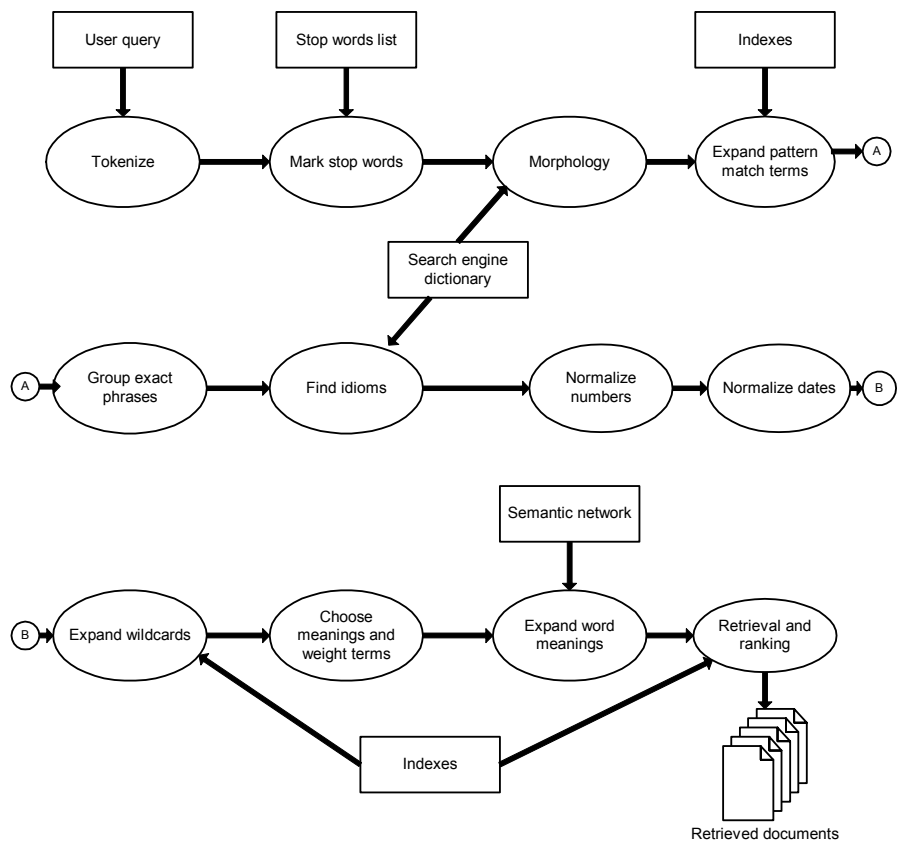 User query
Stop words list
Indexes
Tokenize
Mark stop words
Morphology
Expand pattern
match terms
A
Search engine
dictionary
A
Group exact
phrases
Find idioms
Normalize
numbers
Normalize dates
B
Semantic network
B
Expand wildcards
Choose
meanings and
weight terms
Expand word
meanings
Retrieval and
ranking
Indexes
Retrieved documents